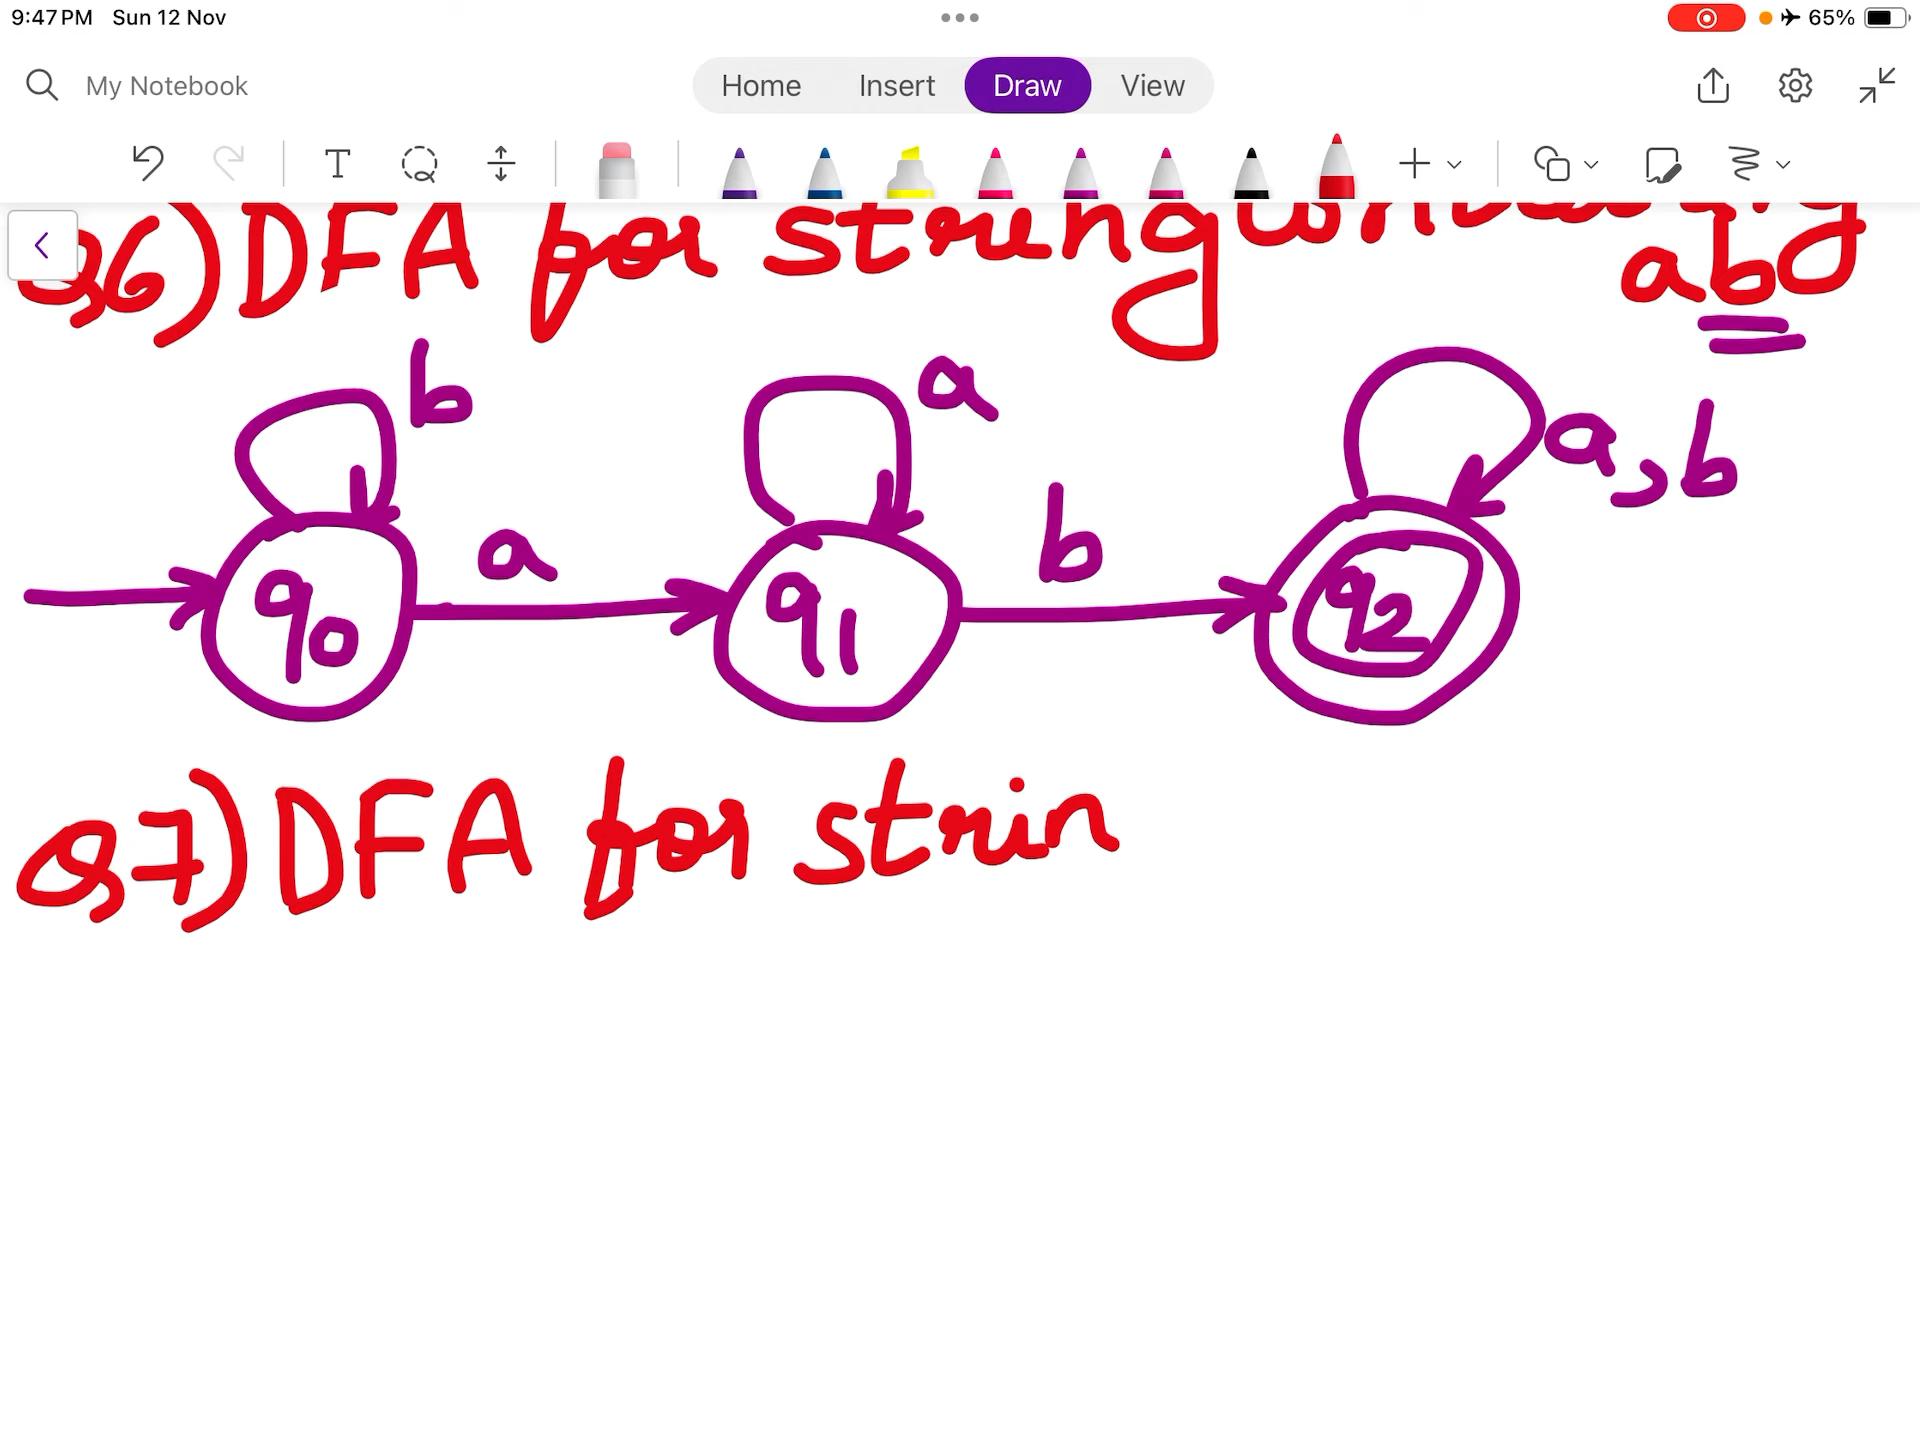 9:47 PM Sun 12 Nov 65%
My Notebook Home Insert Draw View
T
Q6) DFA for string
ab
b a a,b
a b
q0 q1 q2
Q7) DFA for strin